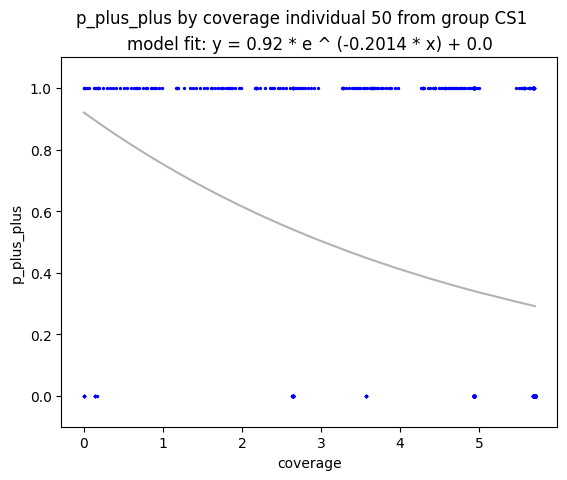 p_plus_plus by coverage individual 50 from group CS1
model fit: y = 0.92 * e ^ (-0.2014 * x) + 0.0
1.0
0.8
0.6
0.4
0.2
0.0
p_plus_plus
0 1 2 3 4 5
coverage